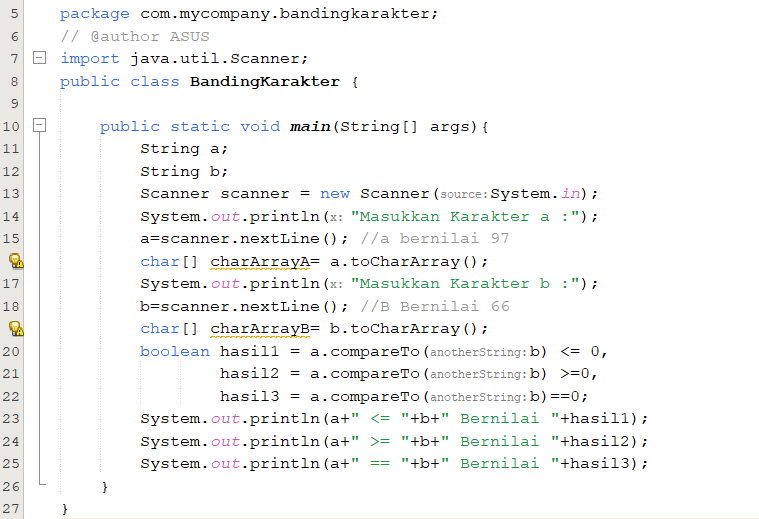 5 package com.mycompany.bandingkarakter;
6 // @author ASUS
7 import java.util.Scanner;
8 public class BandingKarakter {
9
10 public static void main(String[] args){
11 String a;
12 String b;
13 Scanner scanner = new Scanner(source:System.in);
14 System.out.println(x: "Masukkan Karakter a :");
15 a=scanner.nextLine(); //a bernilai 97
char[] charArrayA= a.toCharArray();
17 System.out.println(x: "Masukkan Karakter b :");
18 b=scanner.nextLine(); //B Bernilai 66
char[] charArrayB= b.toCharArray();
20 boolean hasil1 = a.compareTo(anotherString:b) <= 0,
21 hasil2 = a.compareTo(anotherString:b) >=0,
22 hasil3 = a.compareTo(anotherString:b)==0;
23 System.out.println(a+" <= "+b+" Bernilai "+hasil1);
24 System.out.println(a+" >= "+b+" Bernilai "+hasil2);
25 System.out.println(a+" == "+b+" Bernilai "+hasil3);
26 }
27 }